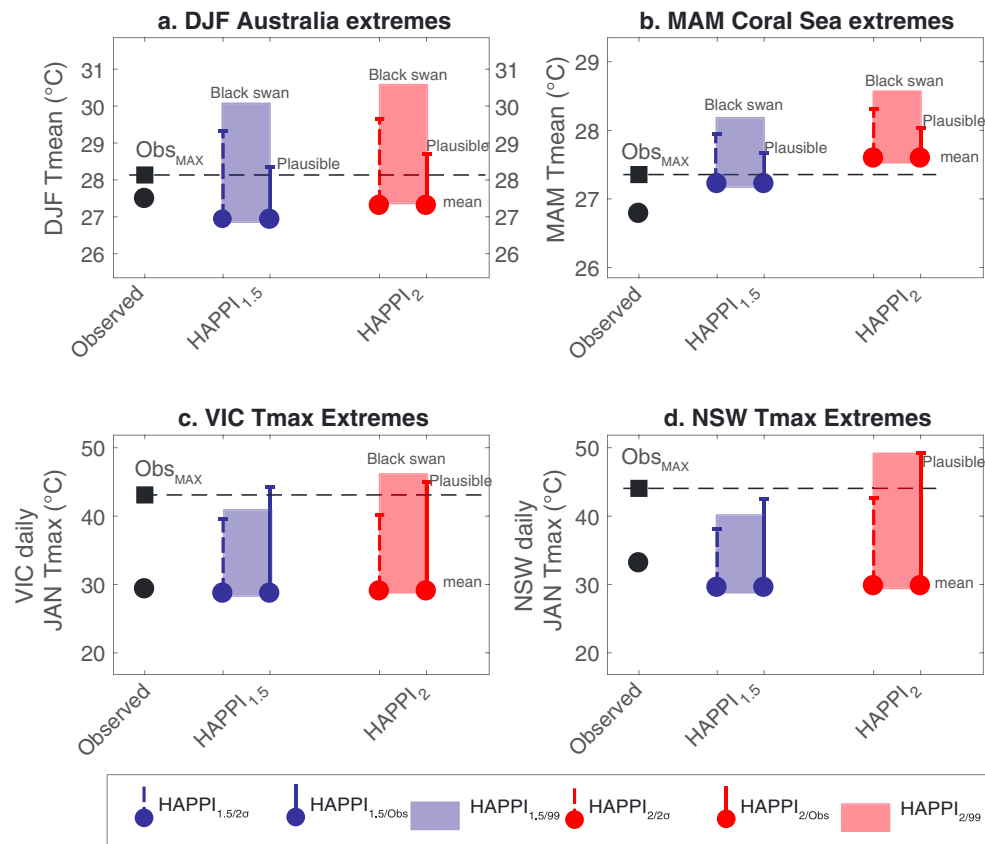 a. DJF Australia extremes
DJF Tmean (°C)
31
30
29
28
27
26
31
30
29
28
27
26
Obs_MAX
Black swan
Plausible
Black swan
Plausible
mean
Observed
HAPPI_1.5
HAPPI_2
b. MAM Coral Sea extremes
MAM Tmean (°C)
29
28
27
26
Obs_MAX
Black swan
Plausible
Black swan
Plausible
mean
Observed
HAPPI_1.5
HAPPI_2
c. VIC Tmax Extremes
VIC daily
JAN Tmax (°C)
50
40
30
20
Obs_MAX
Black swan
Plausible
mean
Observed
HAPPI_1.5
HAPPI_2
d. NSW Tmax Extremes
NSW daily
JAN Tmax (°C)
50
40
30
20
Obs_MAX
Plausible
mean
Observed
HAPPI_1.5
HAPPI_2
HAPPI_1.5/2σ
HAPPI_1.5/Obs
HAPPI_1.5/99
HAPPI_2/2σ
HAPPI_2/Obs
HAPPI_2/99